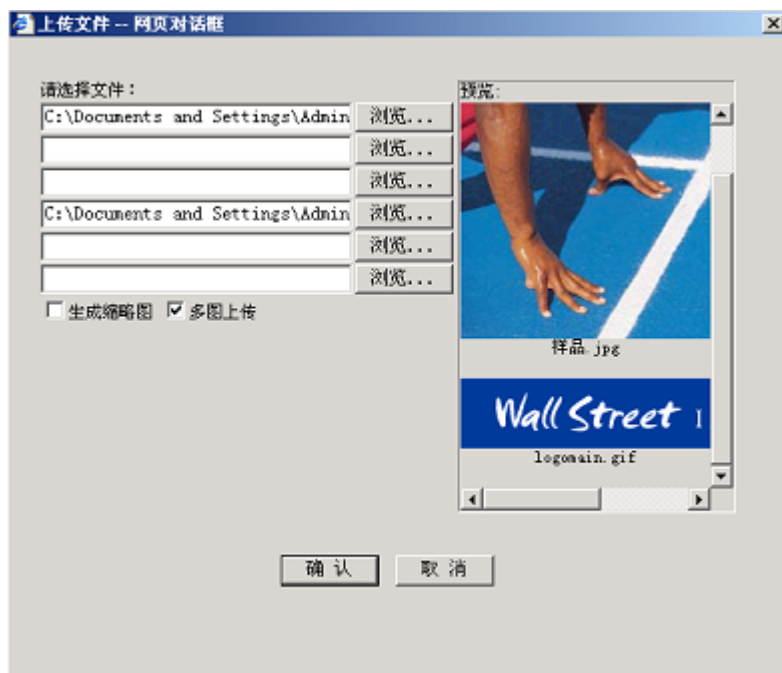 上传文件 -- 网页对话框
请选择文件：
C:\Documents and Settings\Admin 浏览...
浏览...
浏览...
C:\Documents and Settings\Admin 浏览...
浏览...
浏览...
生成缩略图 多图上传
预览:
样品.jpg
Wall Street I
logomain.gif
确 认 取 消